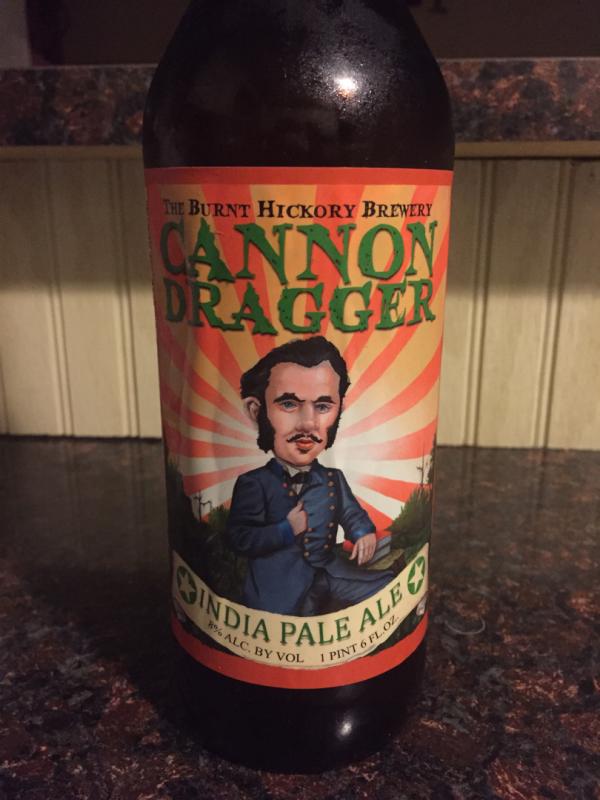 The Burnt Hickory Brewery
CANNON
DRAGGER
INDIA PALE ALE
8% ALC. BY VOL 1 PINT 6 FL.OZ.